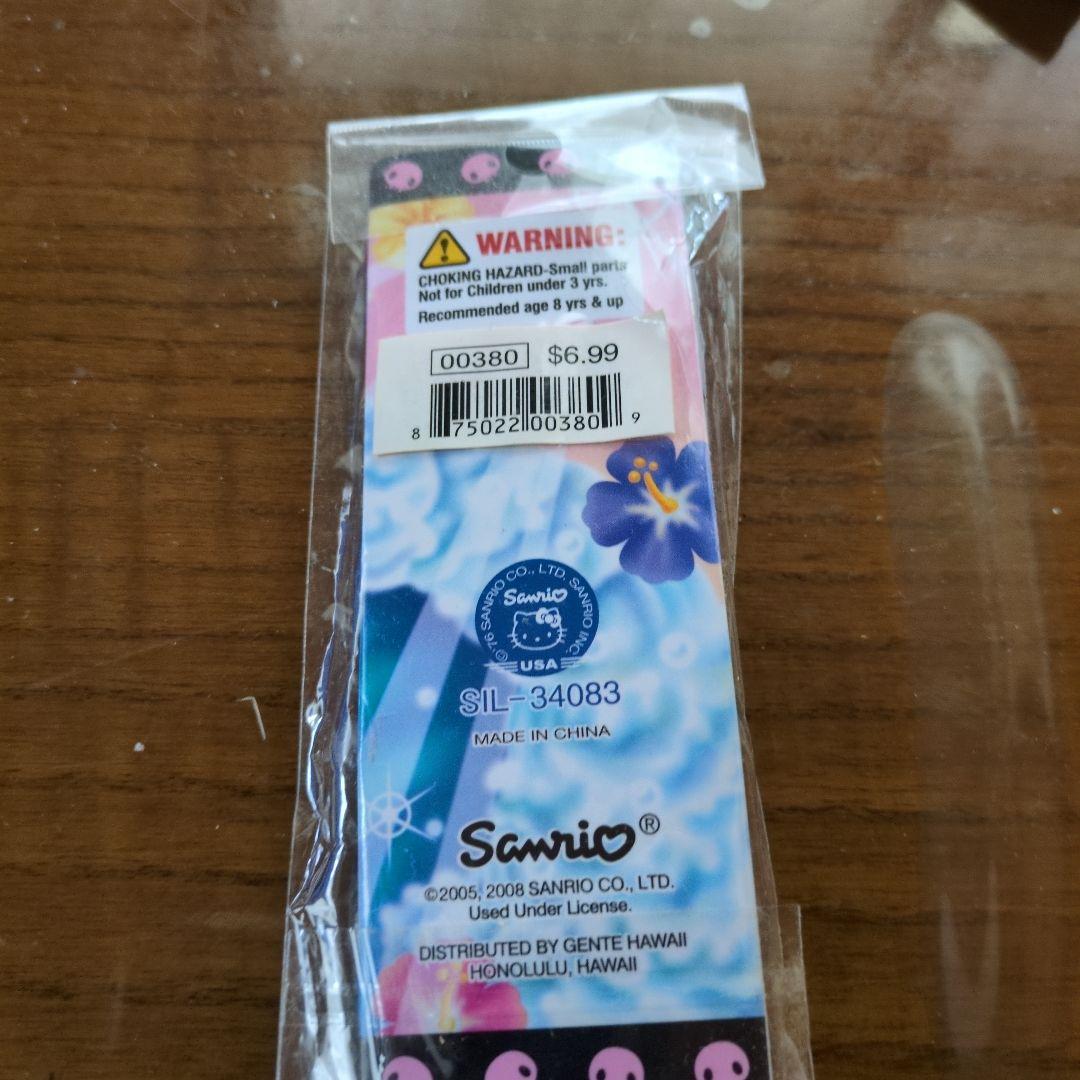 WARNING:
CHOKING HAZARD-Small parts
Not for Children under 3 yrs.
Recommended age 8 yrs & up
00380 $6.99
8 75022 00380 9
©'76 SANRIO CO., LTD. SANRIO INC.
Sanrio
USA
SIL-34083
MADE IN CHINA
Sanrio®
©2005, 2008 SANRIO CO., LTD.
Used Under License.
DISTRIBUTED BY GENTE HAWAII
HONOLULU, HAWAII